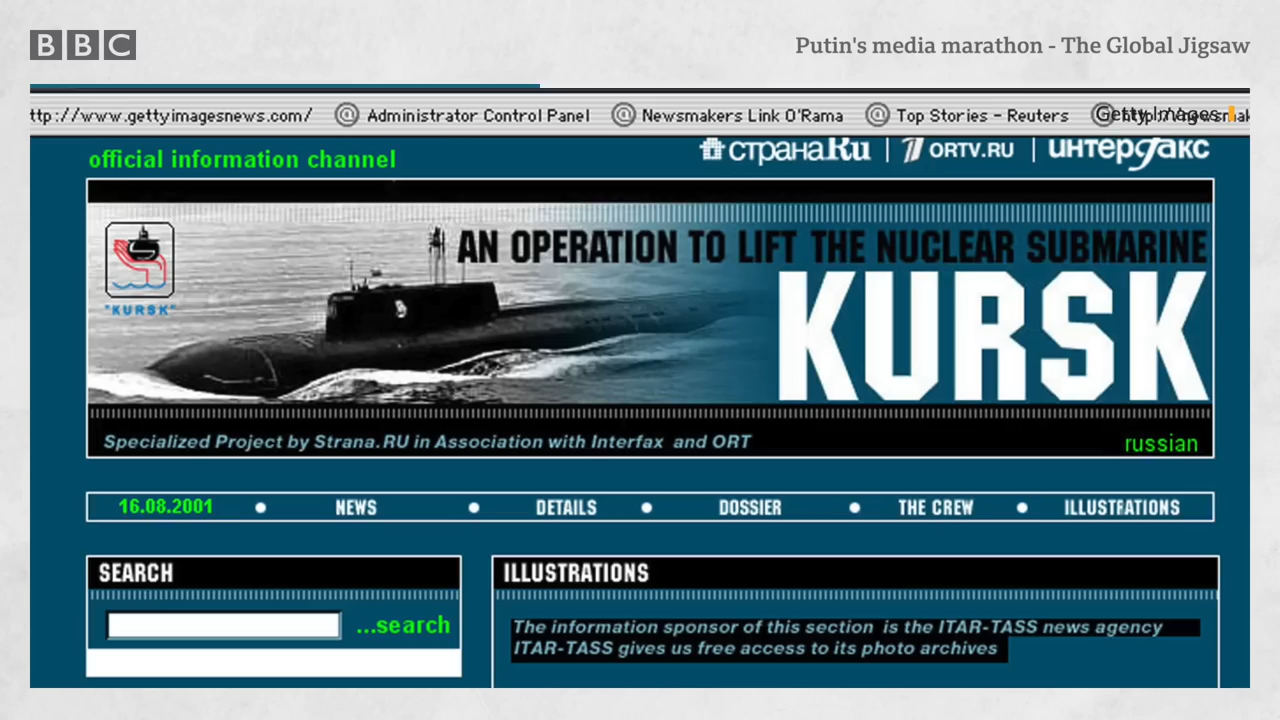 BBC
Putin's media marathon - The Global Jigsaw
ttp://www.gettyimagesnews.com/ Administrator Control Panel Newsmakers Link O'Rama Top Stories - Reuters
Getty Images
official information channel
странаRu | ORTV.RU | интерфакс
AN OPERATION TO LIFT THE NUCLEAR SUBMARINE
KURSK
"KURSK"
Specialized Project by Strana.RU in Association with Interfax and ORT
russian
16.08.2001 • NEWS • DETAILS • DOSSIER • THE CREW • ILLUSTRATIONS
SEARCH
...search
ILLUSTRATIONS
The information sponsor of this section is the ITAR-TASS news agency
ITAR-TASS gives us free access to its photo archives